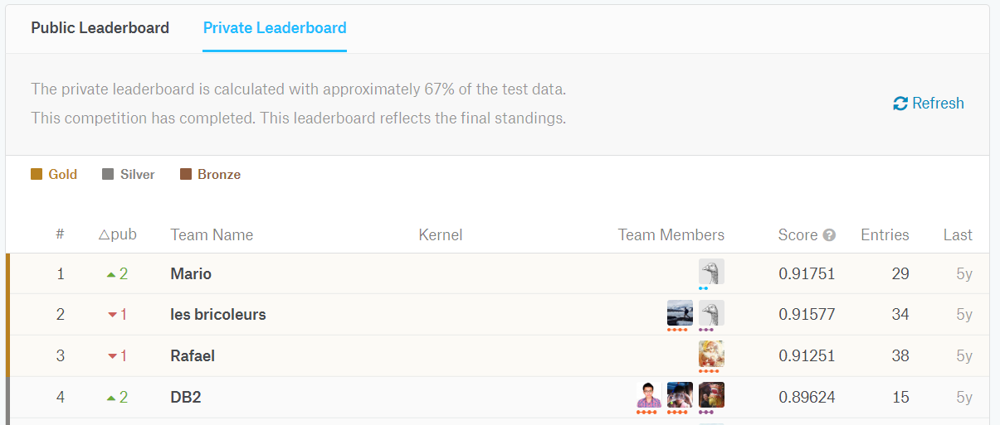 Public Leaderboard Private Leaderboard
The private leaderboard is calculated with approximately 67% of the test data.
This competition has completed. This leaderboard reflects the final standings.
Refresh
Gold Silver Bronze
# △pub Team Name Kernel Team Members Score ? Entries Last
1 ▲2 Mario 0.91751 29 5y
2 ▼1 les bricoleurs 0.91577 34 5y
3 ▼1 Rafael 0.91251 38 5y
4 ▲2 DB2 0.89624 15 5y